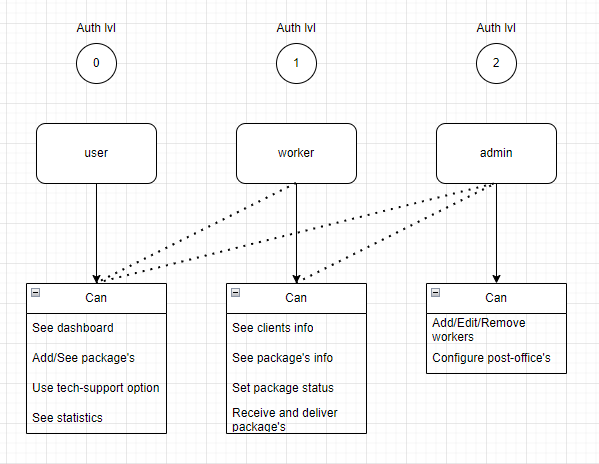 Auth lvl
Auth lvl
Auth lvl
0
1
2
user
worker
admin
Can
See dashboard
Add/See package's
Use tech-support option
See statistics
Can
See clients info
See package's info
Set package status
Receive and deliver
package's
Can
Add/Edit/Remove
workers
Configure post-office's